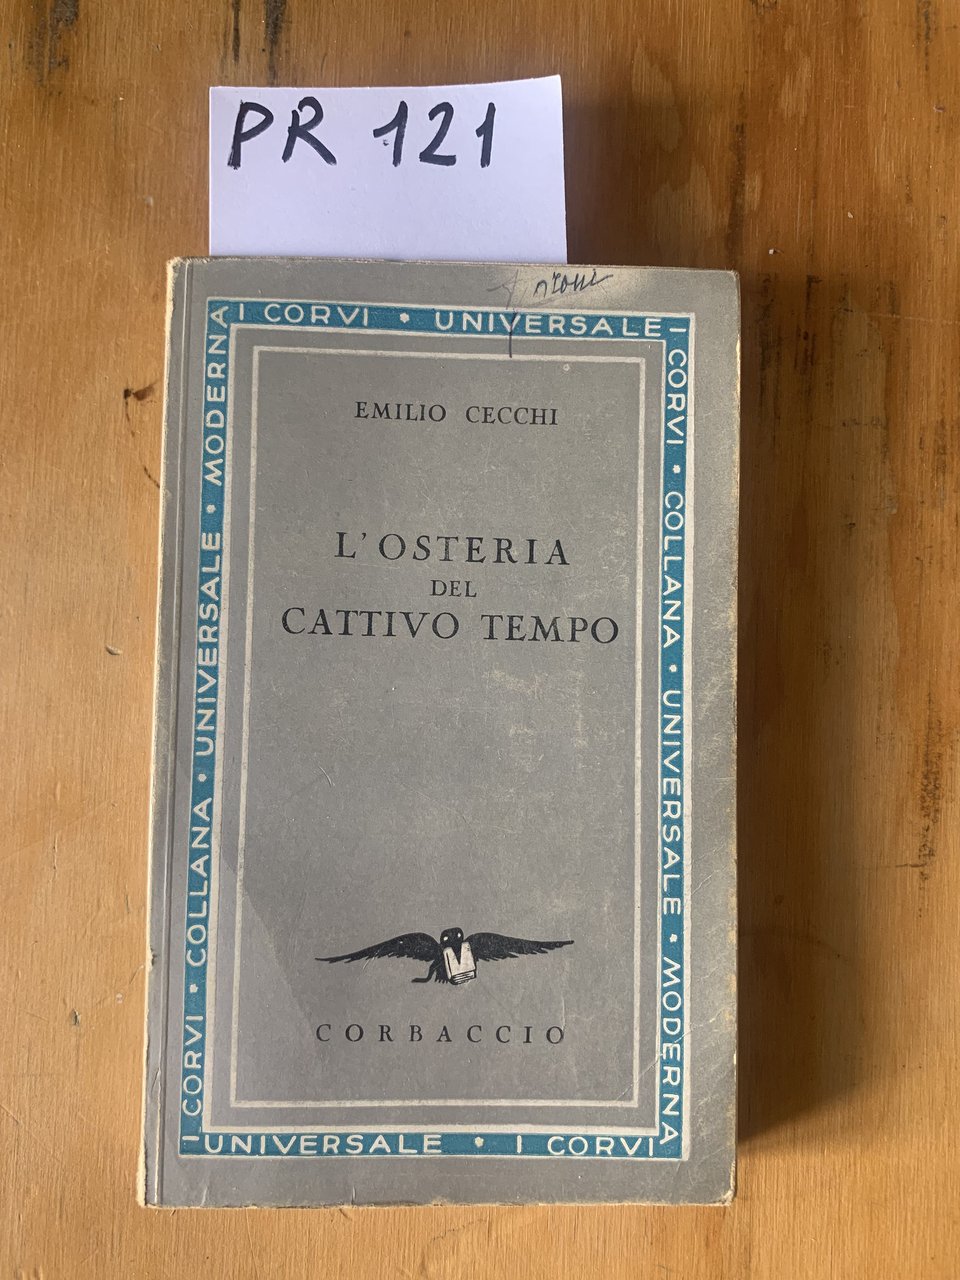 PR 121
I CORVI • UNIVERSALE –
I CORVI • COLLANA • UNIVERSALE • MODERNA
CORVI • COLLANA • UNIVERSALE • MODERNA
EMILIO CECCHI
L'OSTERIA
DEL
CATTIVO TEMPO
CORBACCIO
– UNIVERSALE • I CORVI